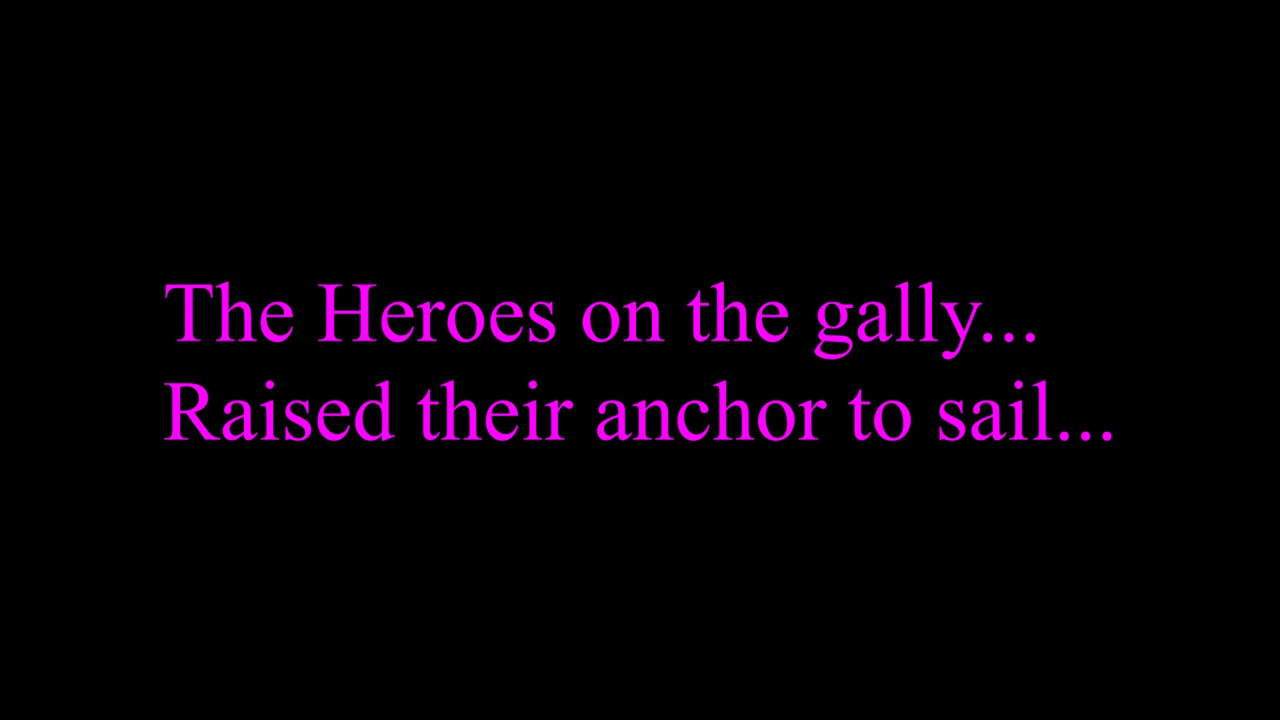 The Heroes on the gally...
Raised their anchor to sail...